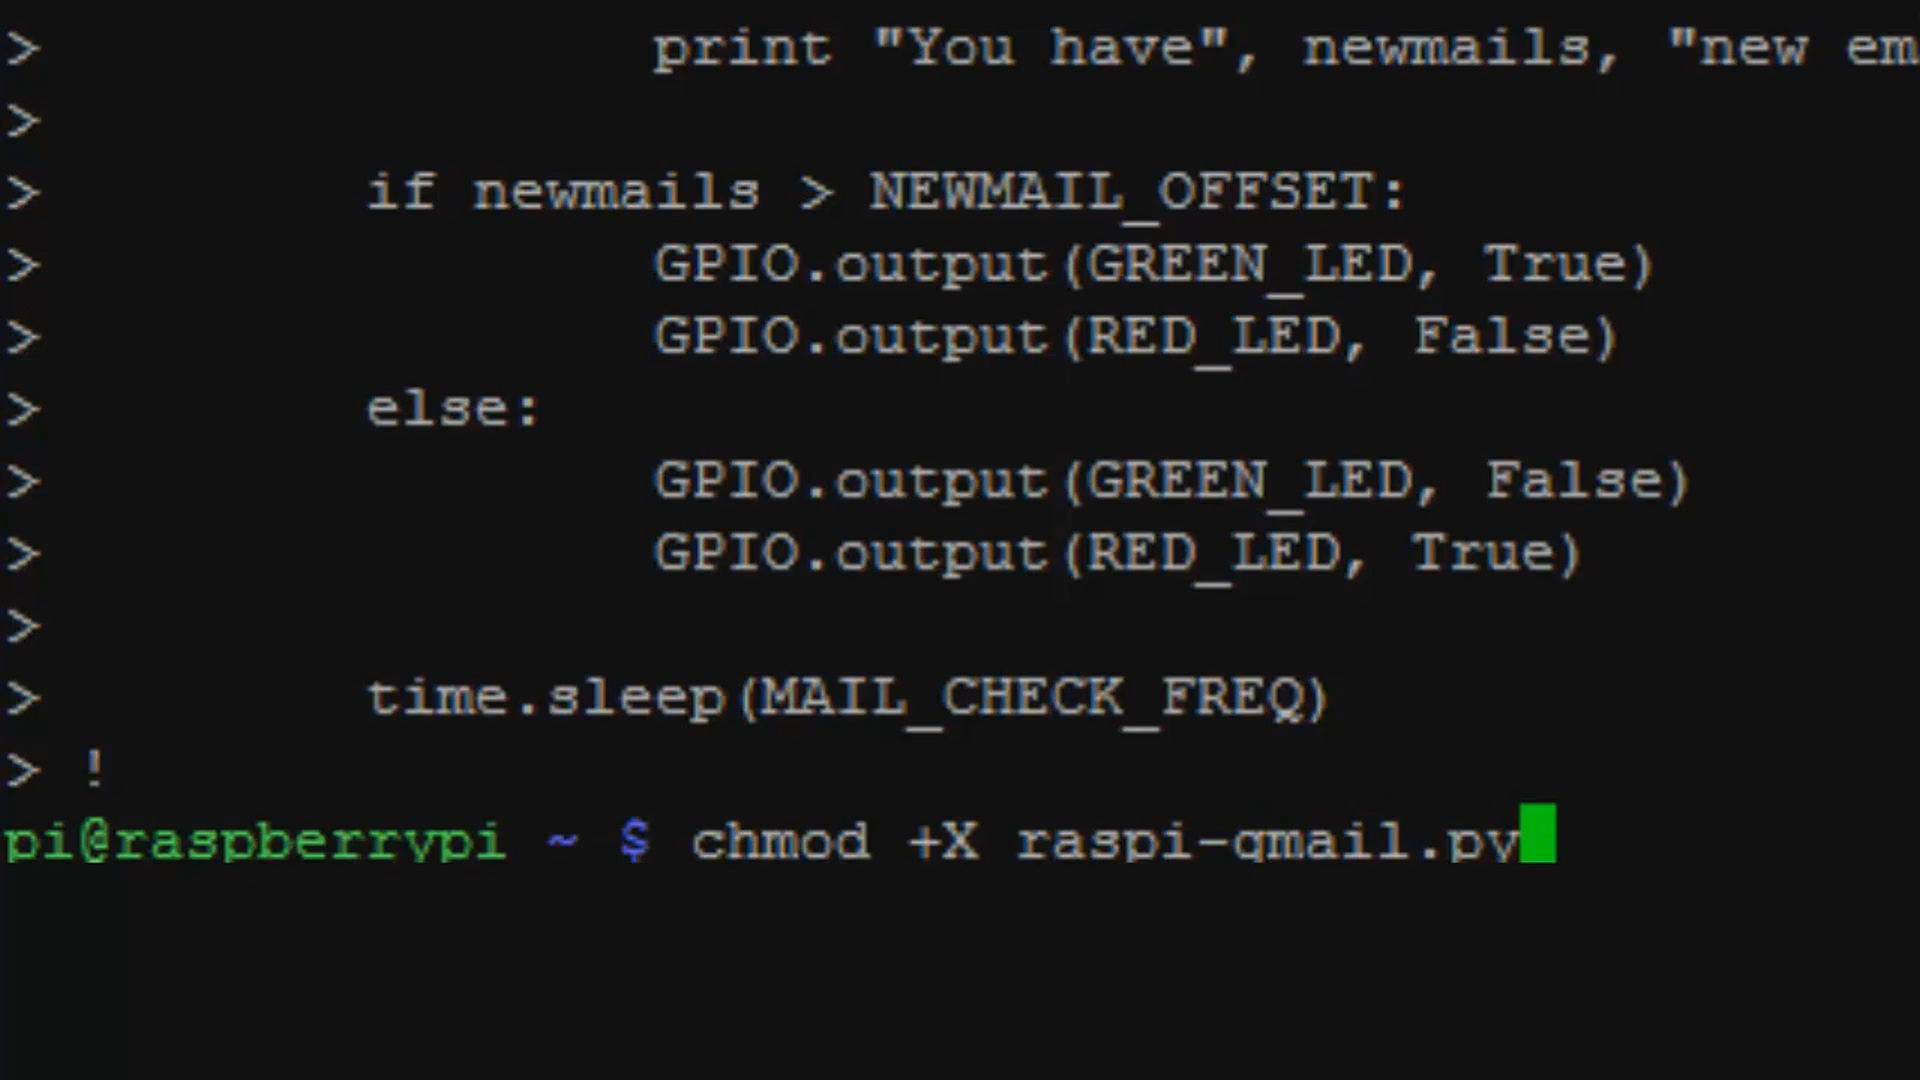 > print "You have", newmails, "new em
>
> if newmails > NEWMAIL_OFFSET:
> GPIO.output(GREEN_LED, True)
> GPIO.output(RED_LED, False)
> else:
> GPIO.output(GREEN_LED, False)
> GPIO.output(RED_LED, True)
>
> time.sleep(MAIL_CHECK_FREQ)
> !
pi@raspberrypi ~ $ chmod +X raspi-gmail.py